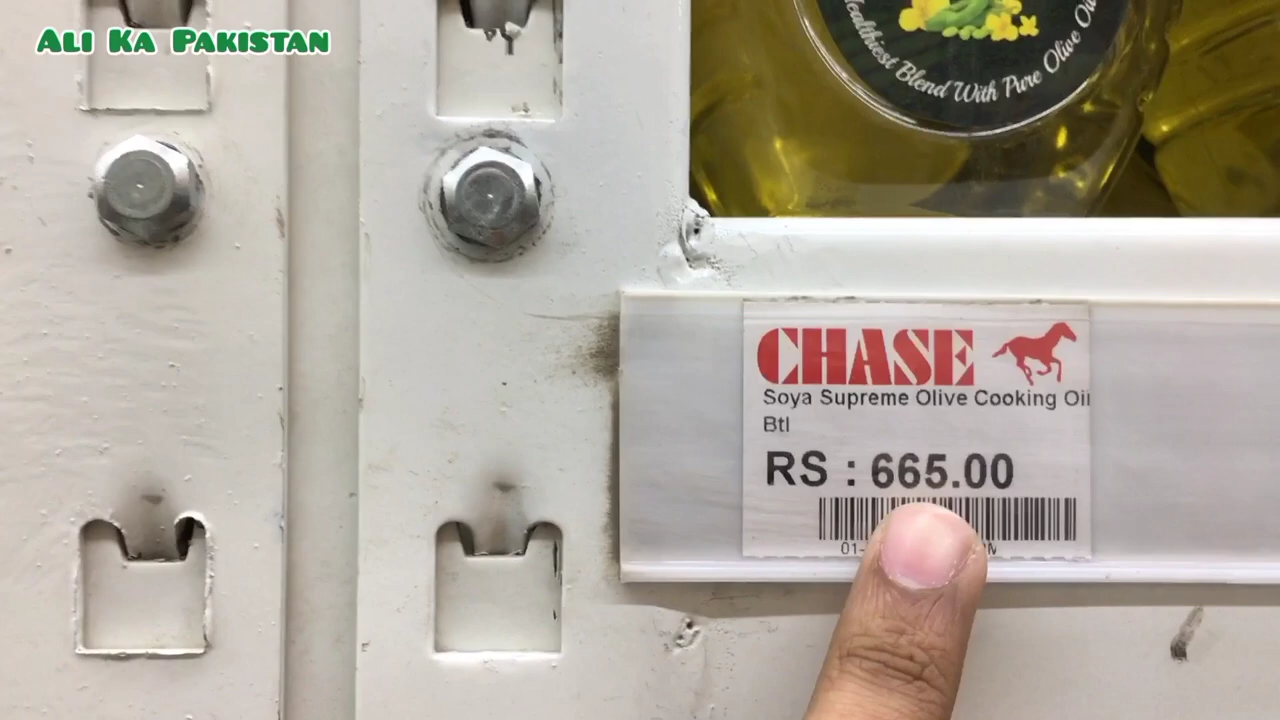 Ali Ka Pakistan
Healthiest Blend With Pure Olive Oil
CHASE
Soya Supreme Olive Cooking Oil
Btl
RS : 665.00
01-